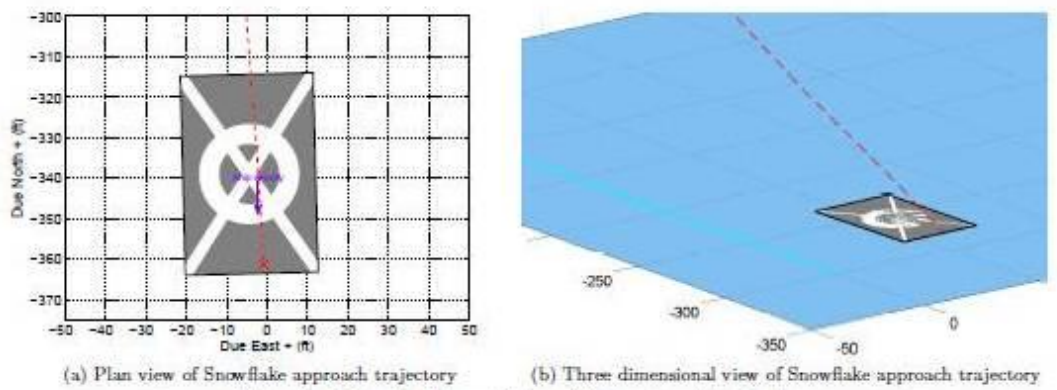 -300
-310
-320
-330
-340
-350
-360
-370
Due North + (ft)
-50 -40 -30 -20 -10 0 10 20 30 40 50
Due East + (ft)
(a) Plan view of Snowflake approach trajectory
-250
-300
-350
-50
0
(b) Three dimensional view of Snowflake approach trajectory